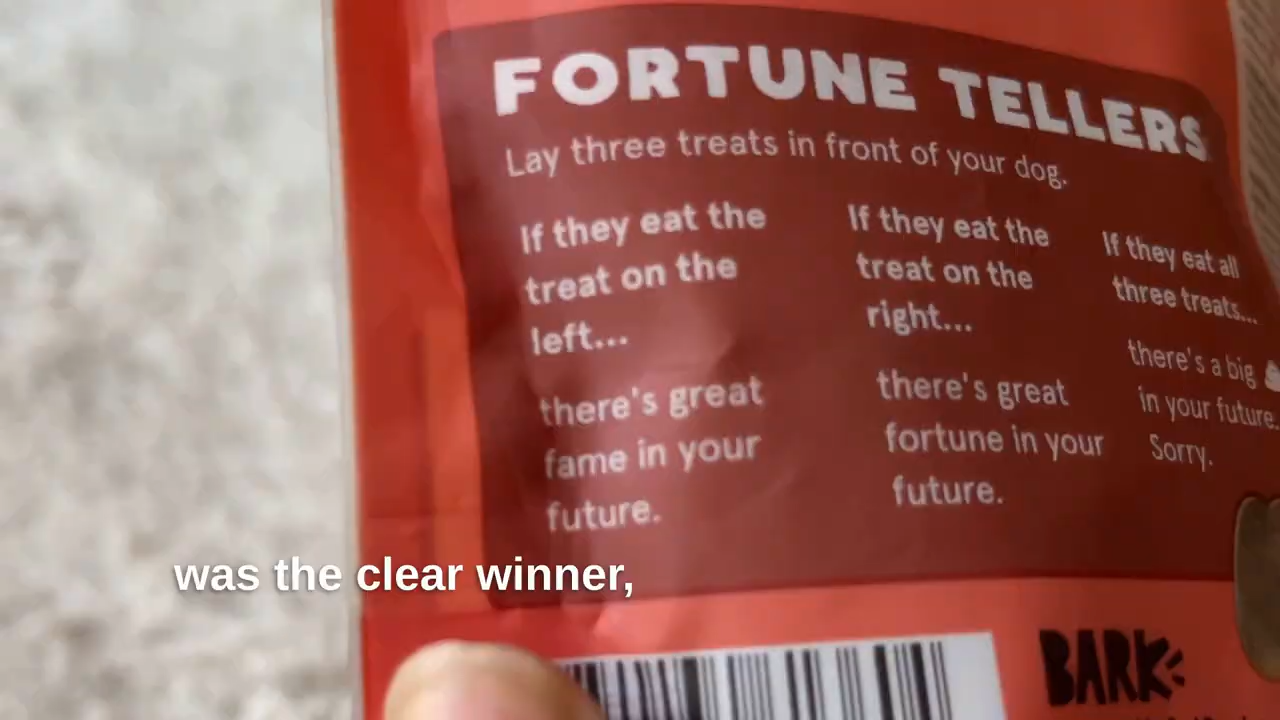 FORTUNE TELLERS
Lay three treats in front of your dog.
If they eat the
treat on the
left...
there's great
fame in your
future.
If they eat the
treat on the
right...
there's great
fortune in your
future.
If they eat all
three treats...
there's a big
in your future.
Sorry.
was the clear winner,
BARK